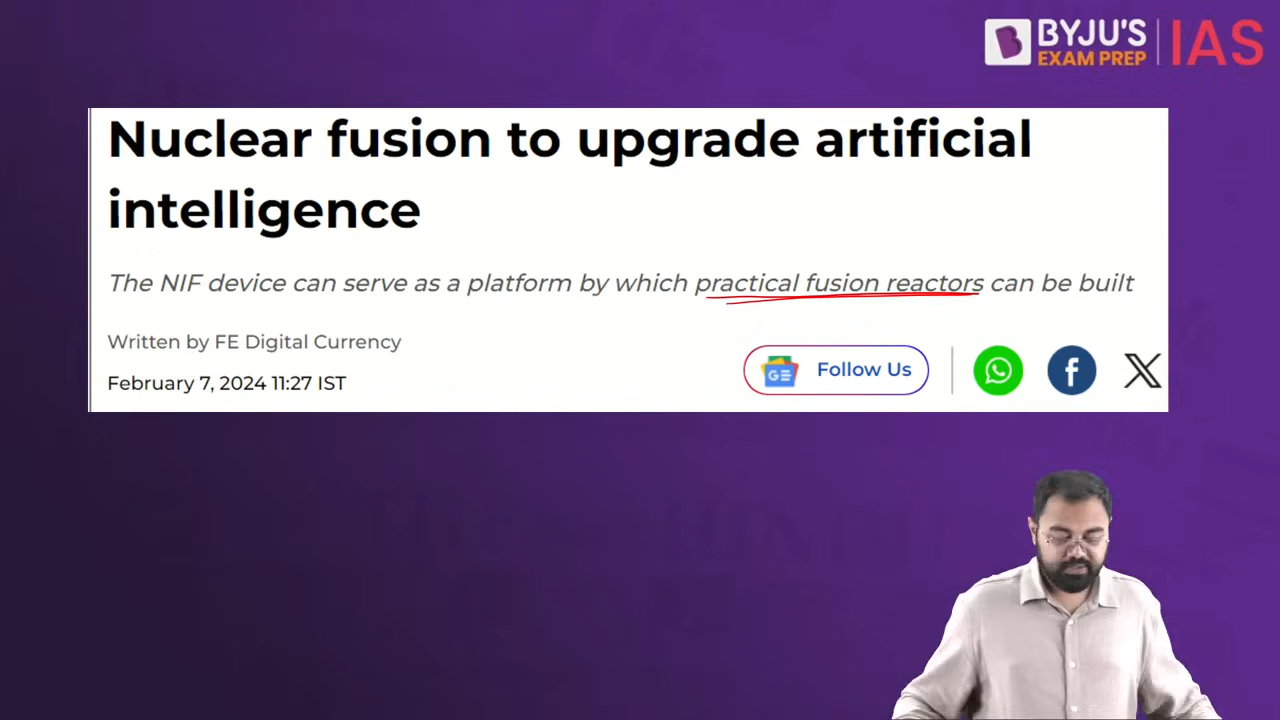 BYJU'S
EXAM PREP
IAS
Nuclear fusion to upgrade artificial
intelligence
The NIF device can serve as a platform by which practical fusion reactors can be built
Written by FE Digital Currency
February 7, 2024 11:27 IST
GE
Follow Us